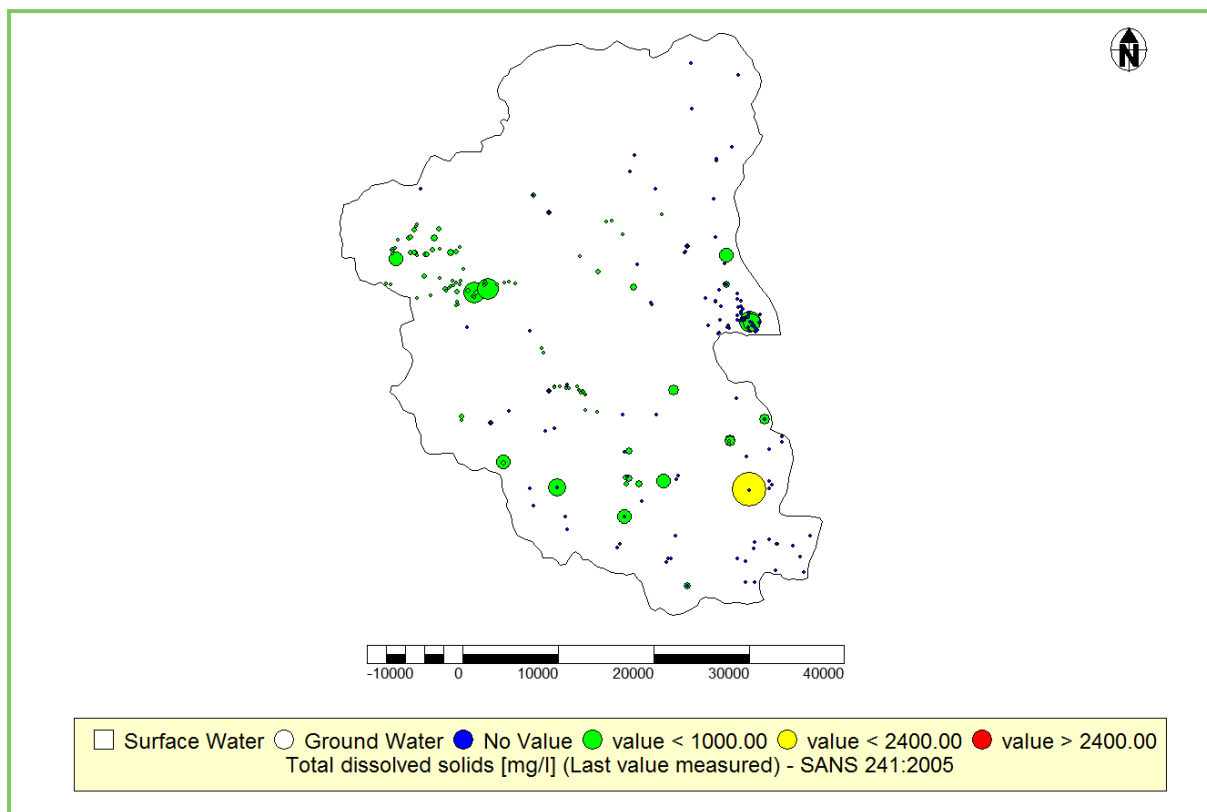 N
-10000 0 10000 20000 30000 40000
Surface Water Ground Water No Value value < 1000.00 value < 2400.00 value > 2400.00
Total dissolved solids [mg/l] (Last value measured) - SANS 241:2005